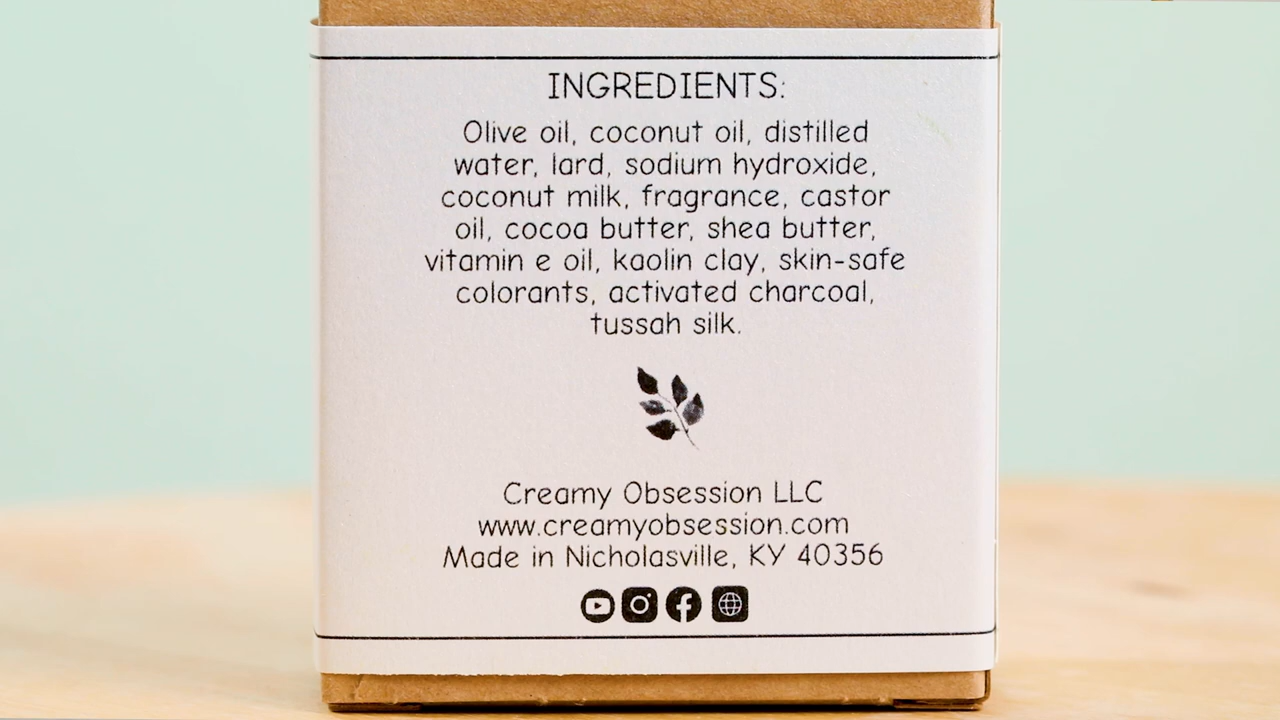 INGREDIENTS:
Olive oil, coconut oil, distilled
water, lard, sodium hydroxide,
coconut milk, fragrance, castor
oil, cocoa butter, shea butter,
vitamin e oil, kaolin clay, skin-safe
colorants, activated charcoal,
tussah silk.
Creamy Obsession LLC
www.creamyobsession.com
Made in Nicholasville, KY 40356